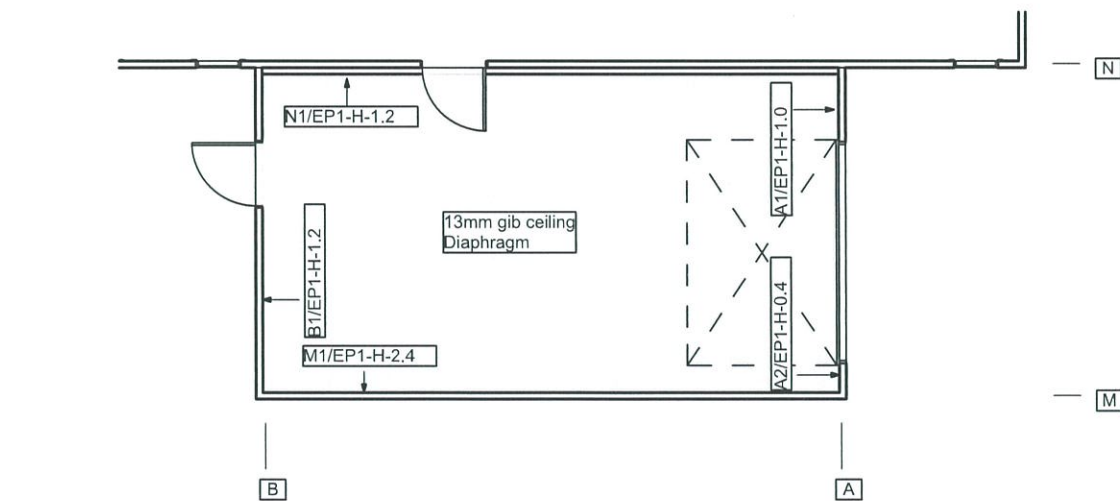 N
N1/EP1-H-1.2
A1/EP1-H-1.0
13mm gib ceiling
Diaphragm
X
B1/EP1-H-1.2
A2/EP1-H-0.4
M1/EP1-H-2.4
M
B
A